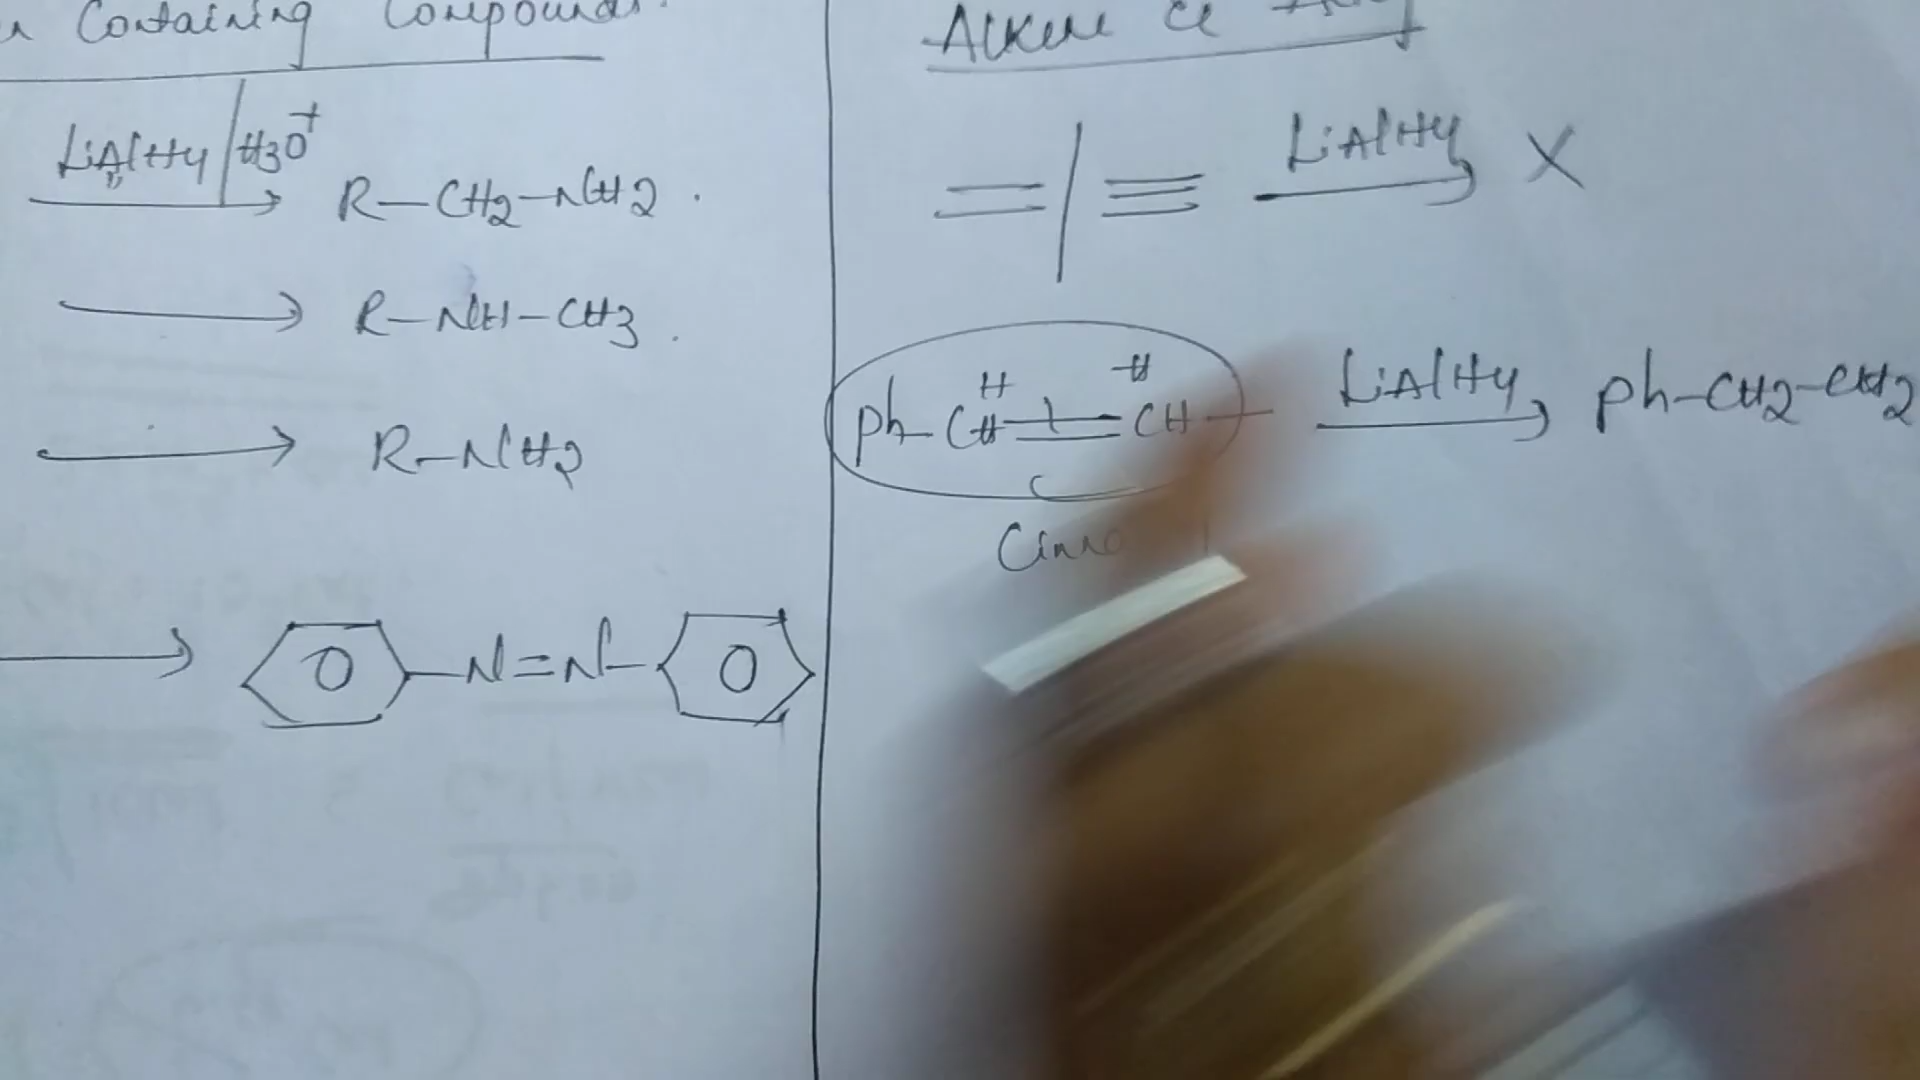 Containing Compounds.
LiAlH4/H3O+
R-CH2-NH2.
R-NH-CH3.
R-NH2
N=N
Alkene &
=/≡ LiAlH4 X
H H
Ph-CH=CH- LiAlH4 Ph-CH2-CH2